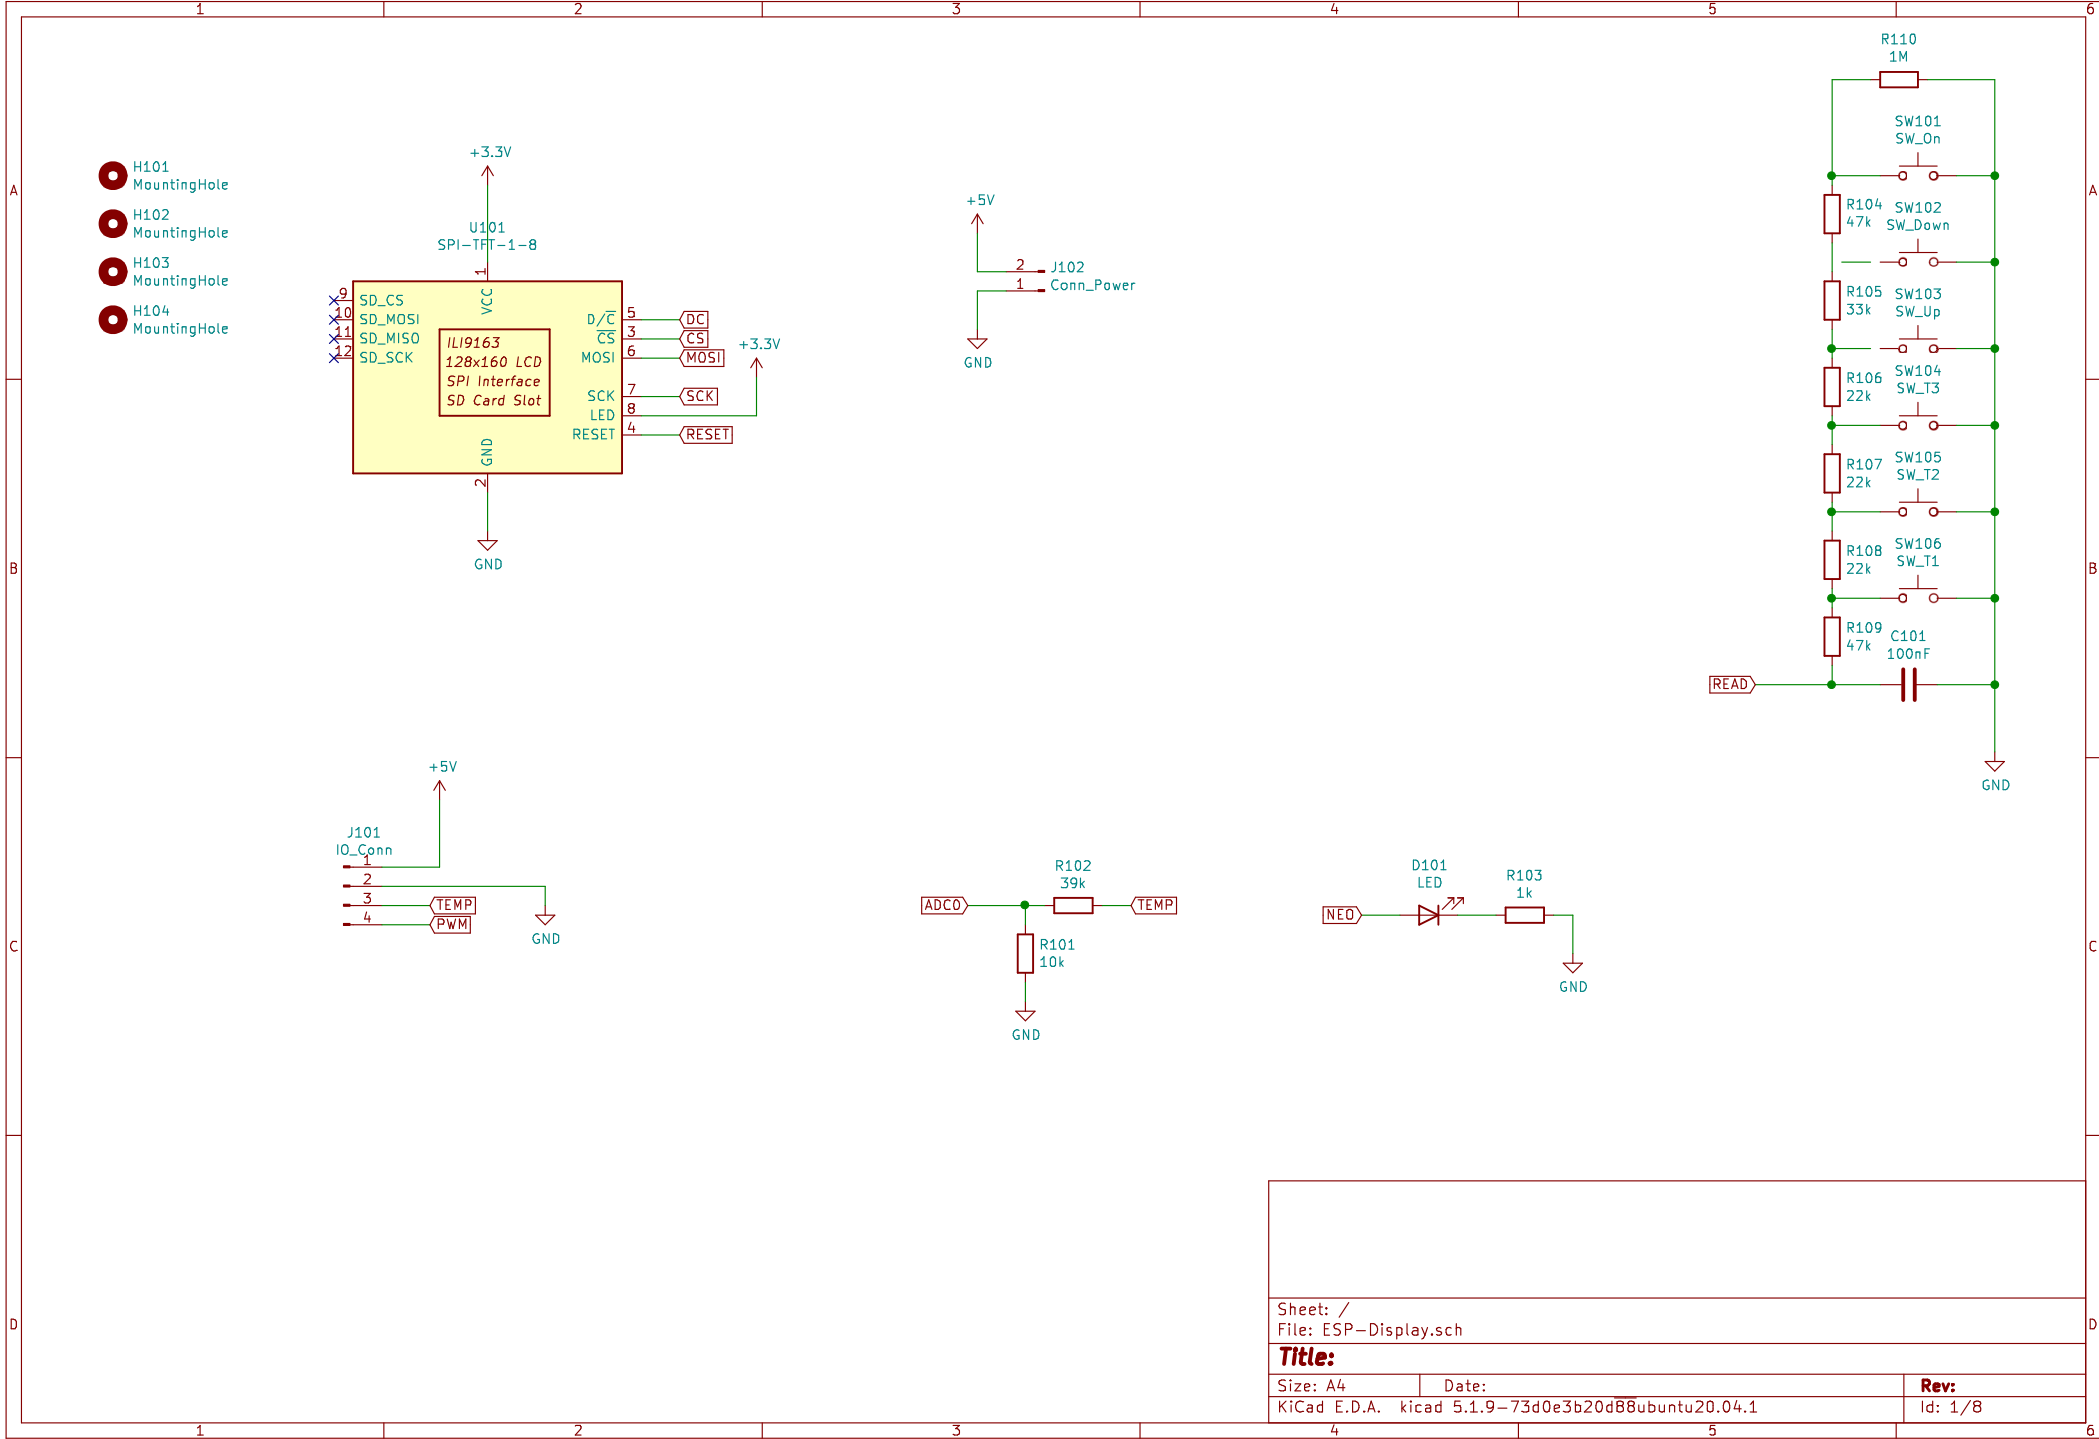 1 2 3 4 5 6
A
B
C
D
A
B
C
D
1 2 3 4 5 6
H101
MountingHole
H102
MountingHole
H103
MountingHole
H104
MountingHole
+3.3V
U101
SPI-TFT-1-8
1
VCC
9 SD_CS
10 SD_MOSI
11 SD_MISO
12 SD_SCK
ILI9163
128x160 LCD
SPI Interface
SD Card Slot
D/C 5 DC
CS 3 CS
MOSI 6 MOSI
SCK 7 SCK
LED 8
RESET 4 RESET
+3.3V
GND
2
GND
+5V
2
1
J102
Conn_Power
GND
R110
1M
SW101
SW_On
R104
47k
SW102
SW_Down
R105
33k
SW103
SW_Up
R106
22k
SW104
SW_T3
R107
22k
SW105
SW_T2
R108
22k
SW106
SW_T1
R109
47k
C101
100nF
READ
GND
+5V
J101
IO_Conn
1
2
3 TEMP
4 PWM
GND
ADC0
R102
39k
TEMP
R101
10k
GND
NEO
D101
LED
R103
1k
GND
Sheet: /
File: ESP-Display.sch
Title:
Size: A4 Date: Rev:
KiCad E.D.A. kicad 5.1.9-73d0e3b20d88ubuntu20.04.1 Id: 1/8